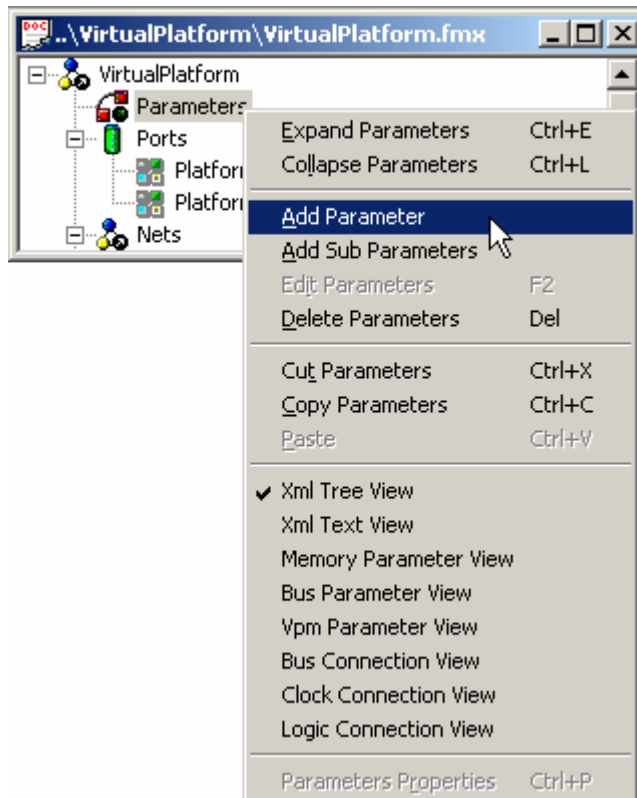 ..\VirtualPlatform\VirtualPlatform.fmx
VirtualPlatform
Parameters
Ports
Platfor
Platfor
Nets
Expand Parameters Ctrl+E
Collapse Parameters Ctrl+L
Add Parameter
Add Sub Parameters
Edit Parameters F2
Delete Parameters Del
Cut Parameters Ctrl+X
Copy Parameters Ctrl+C
Paste Ctrl+V
Xml Tree View
Xml Text View
Memory Parameter View
Bus Parameter View
Vpm Parameter View
Bus Connection View
Clock Connection View
Logic Connection View
Parameters Properties Ctrl+P